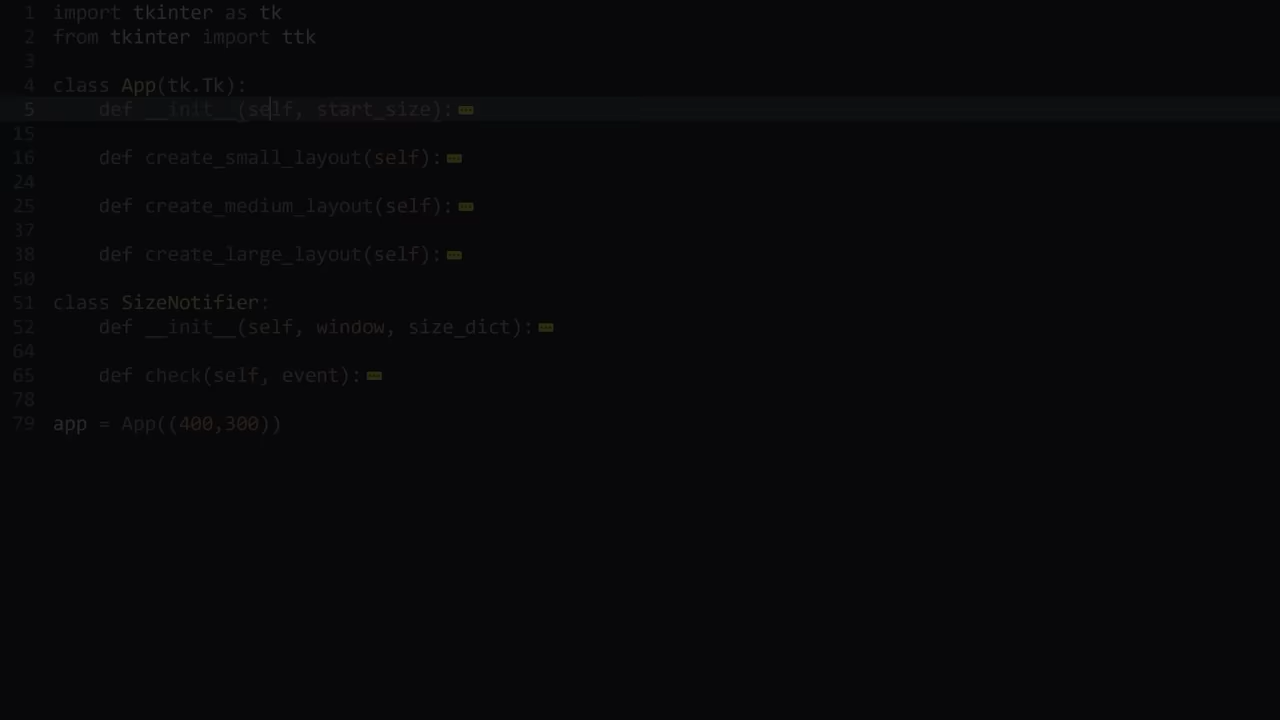 1 import tkinter as tk
2 from tkinter import ttk
3
4 class App(tk.Tk):
5     def __init__(self, start_size):
15
16     def create_small_layout(self):
24
25     def create_medium_layout(self):
37
38     def create_large_layout(self):
50
51 class SizeNotifier:
52     def __init__(self, window, size_dict):
64
65     def check(self, event):
78
79 app = App((400,300))